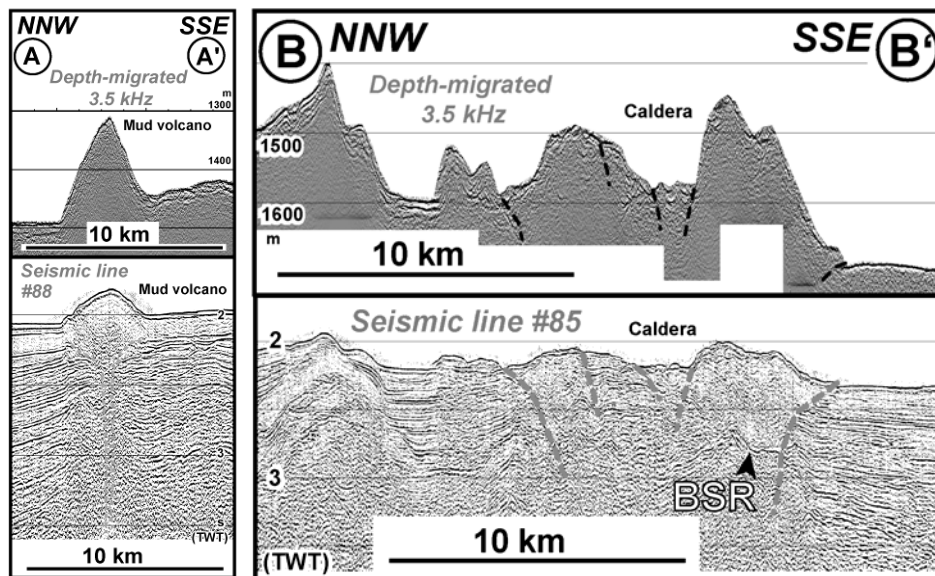 NNW SSE
A A'
Depth-migrated
3.5 kHz
m
1300
Mud volcano
1400
10 km
Seismic line
#88
Mud volcano
2
3
s
(TWT)
10 km
B NNW SSE B'
Depth-migrated
3.5 kHz
Caldera
1500
1600
m
10 km
Seismic line #85
Caldera
2
3
BSR
(TWT)
10 km